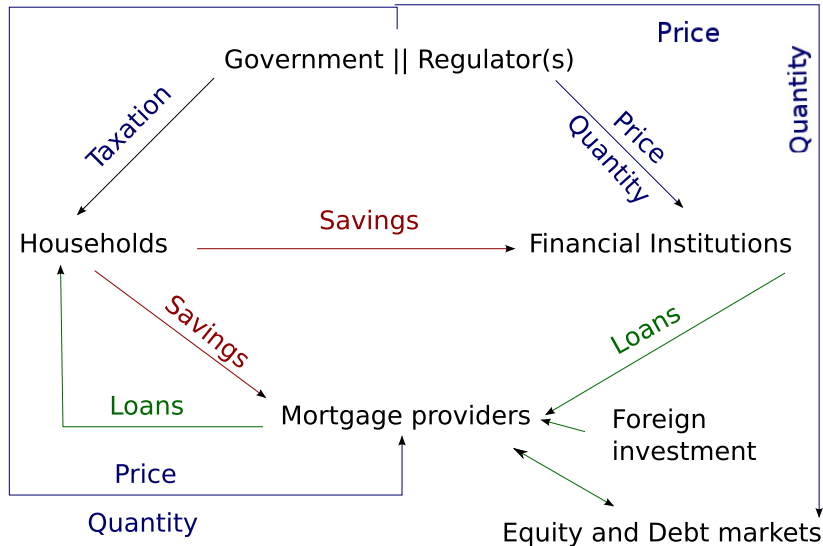 Price
Government || Regulator(s)
Quantity
Taxation
Price
Quantity
Savings
Households
Financial Institutions
Savings
Loans
Loans
Mortgage providers
Foreign
investment
Price
Quantity
Equity and Debt markets